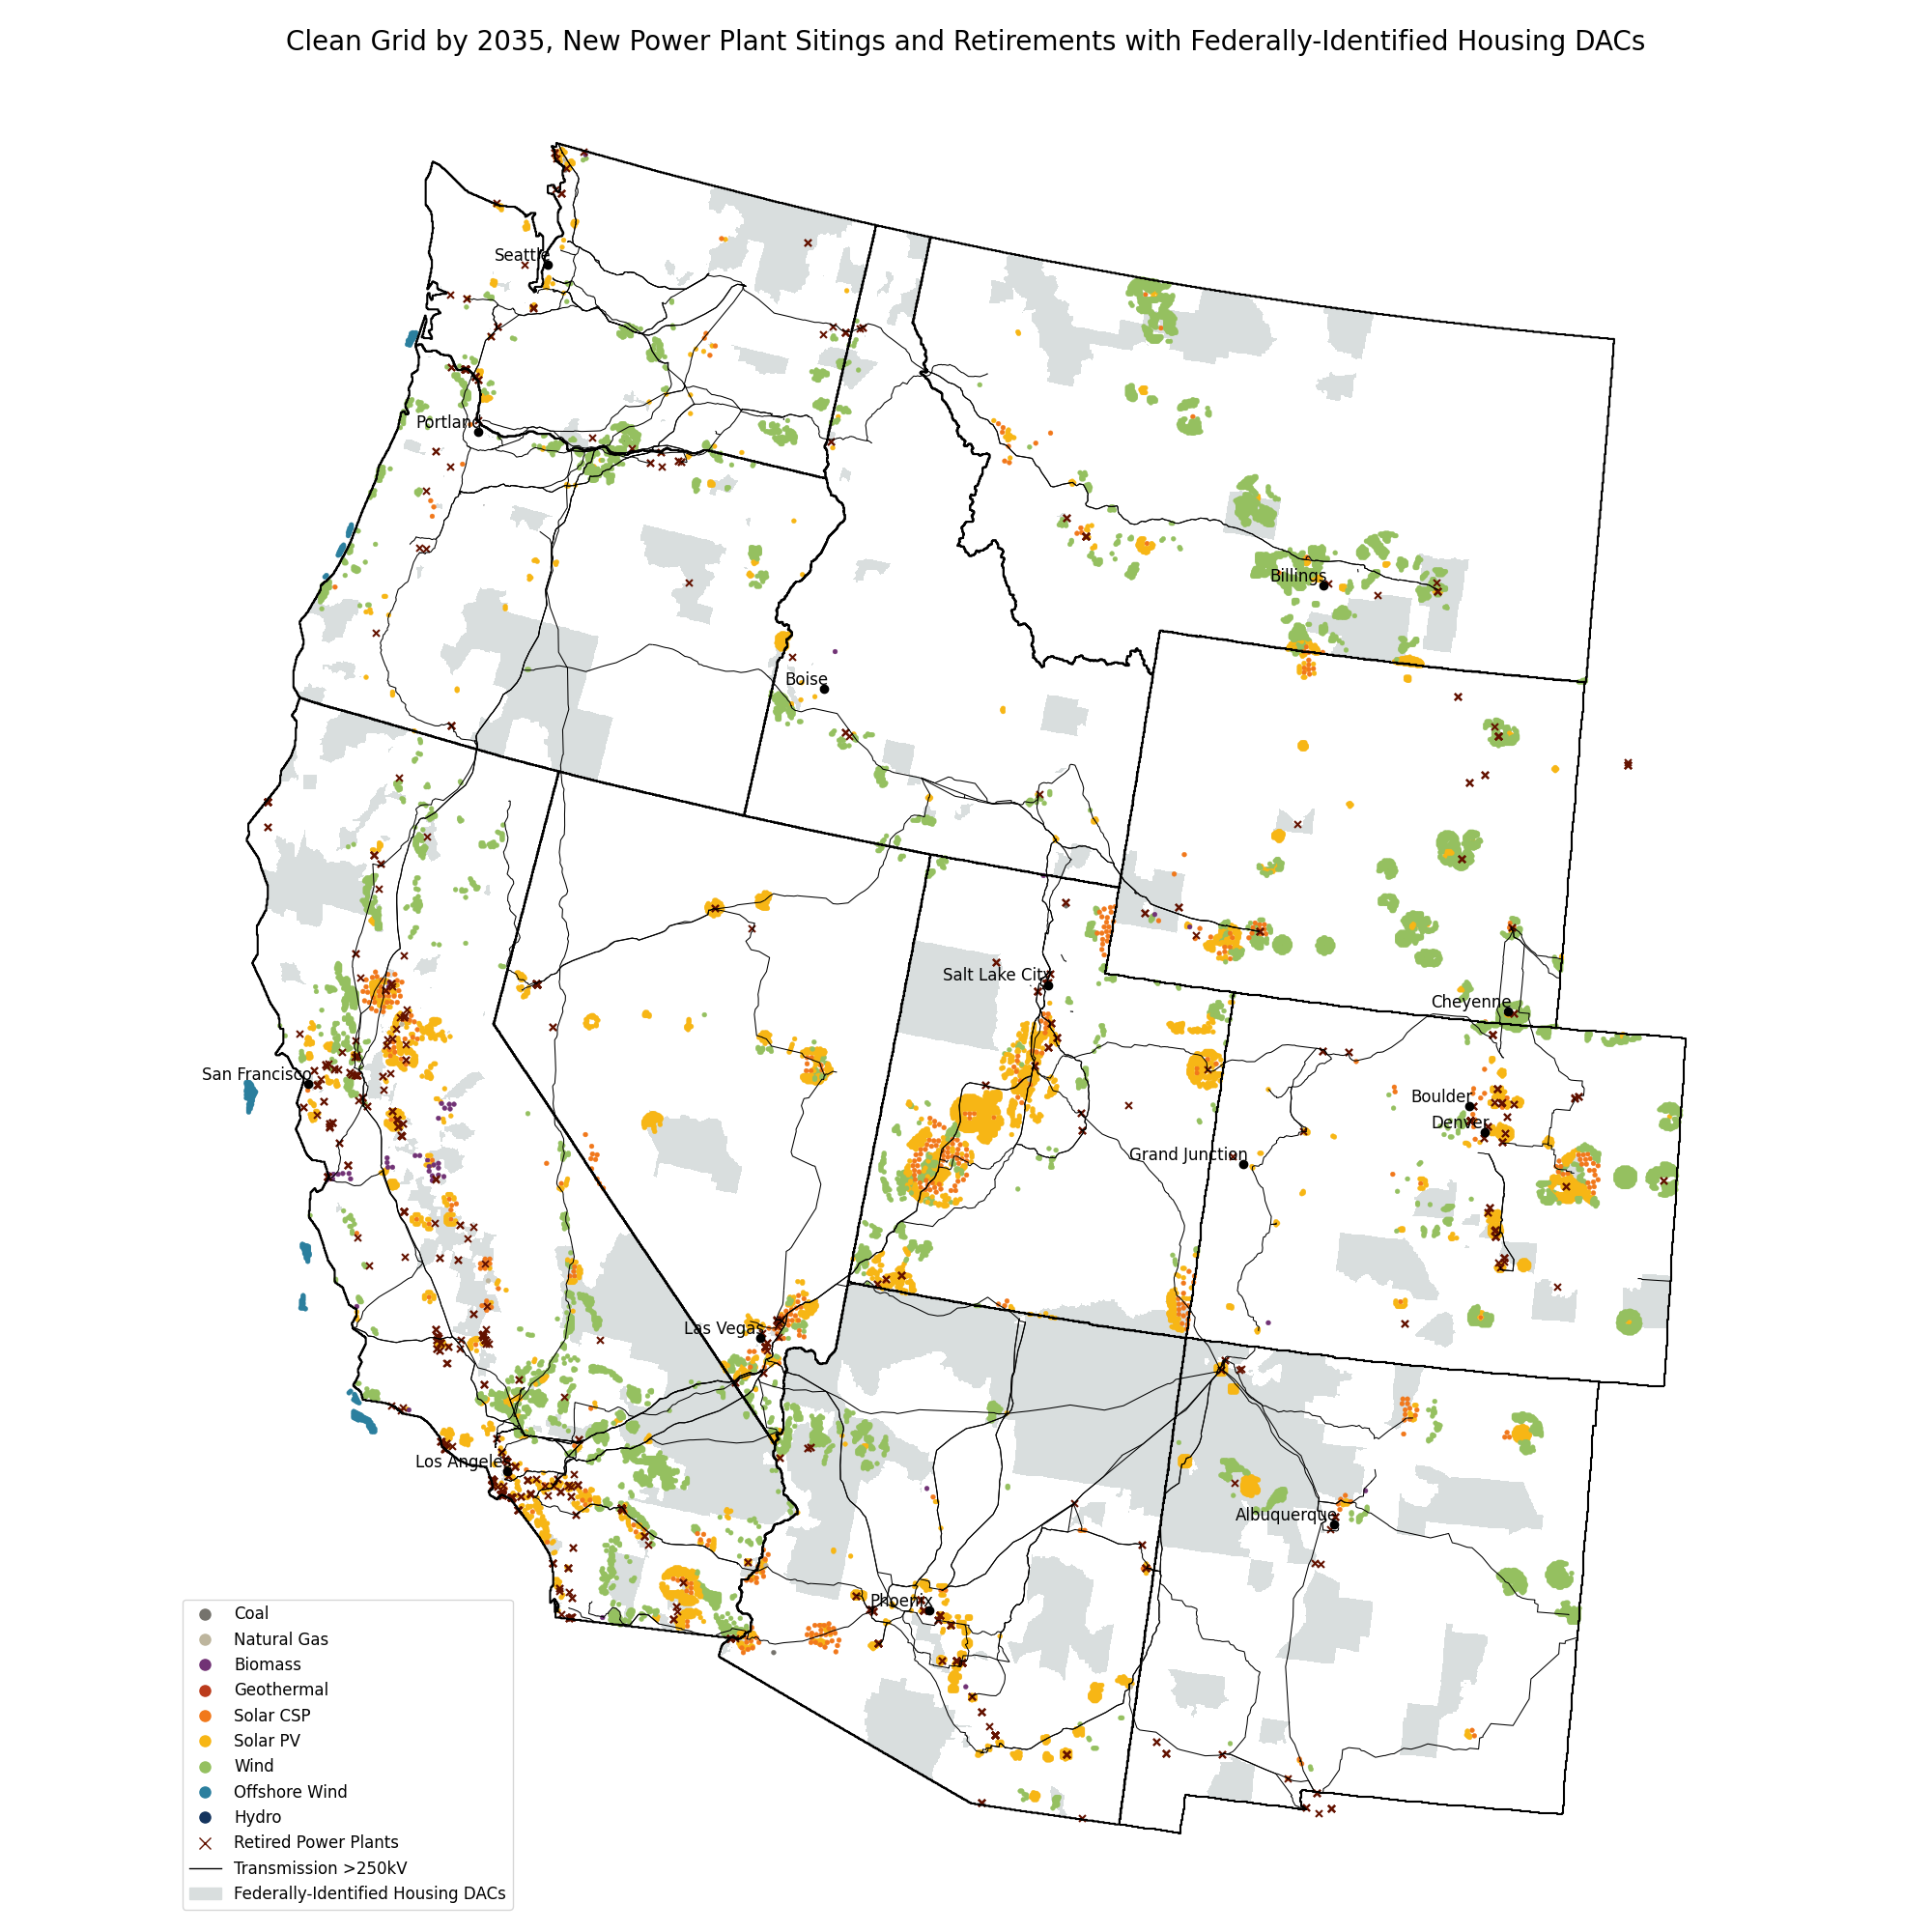 Clean Grid by 2035, New Power Plant Sitings and Retirements with Federally-Identified Housing DACs
Seattle
Portland
Billings
Boise
Salt Lake City
Cheyenne
San Francisco
Boulder
Denver
Grand Junction
Las Vegas
Los Angeles
Albuquerque
Phoenix
Coal
Natural Gas
Biomass
Geothermal
Solar CSP
Solar PV
Wind
Offshore Wind
Hydro
Retired Power Plants
Transmission >250kV
Federally-Identified Housing DACs